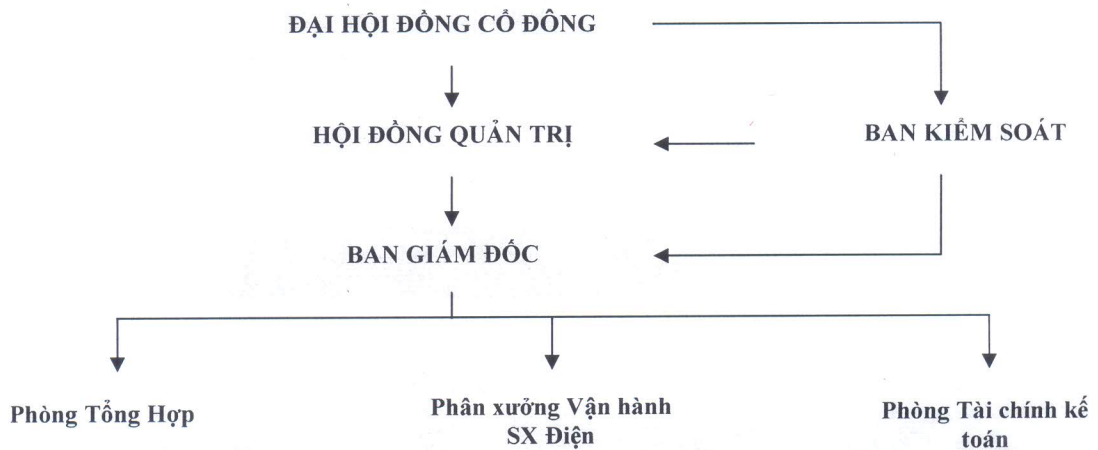 ĐẠI HỘI ĐỒNG CỔ ĐÔNG
HỘI ĐỒNG QUẢN TRỊ
BAN KIỂM SOÁT
BAN GIÁM ĐỐC
Phòng Tổng Hợp
Phân xưởng Vận hành
SX Điện
Phòng Tài chính kế
toán